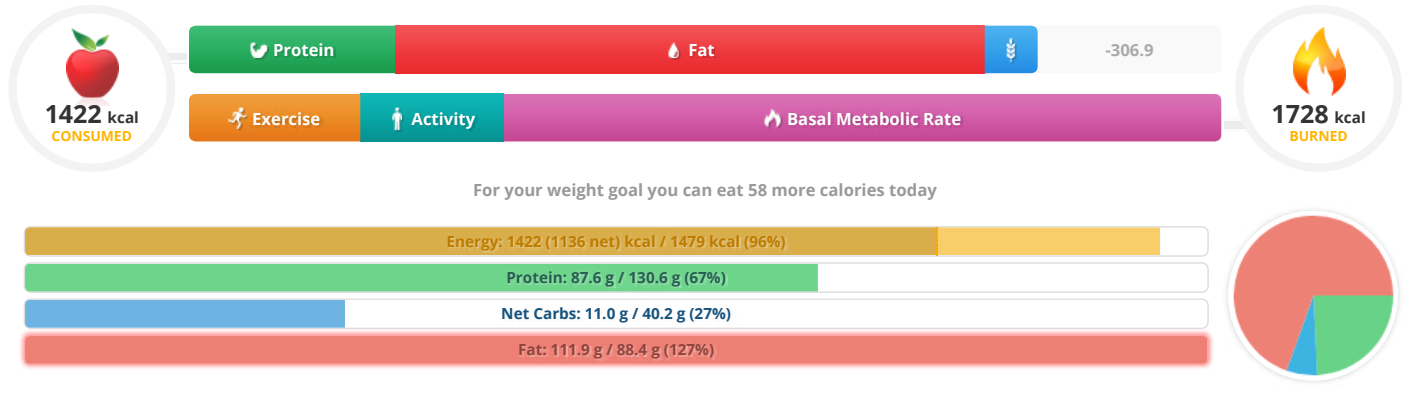 1422 kcal
CONSUMED
Protein
Fat
-306.9
1728 kcal
BURNED
Exercise
Activity
Basal Metabolic Rate
For your weight goal you can eat 58 more calories today
Energy: 1422 (1136 net) kcal / 1479 kcal (96%)
Protein: 87.6 g / 130.6 g (67%)
Net Carbs: 11.0 g / 40.2 g (27%)
Fat: 111.9 g / 88.4 g (127%)